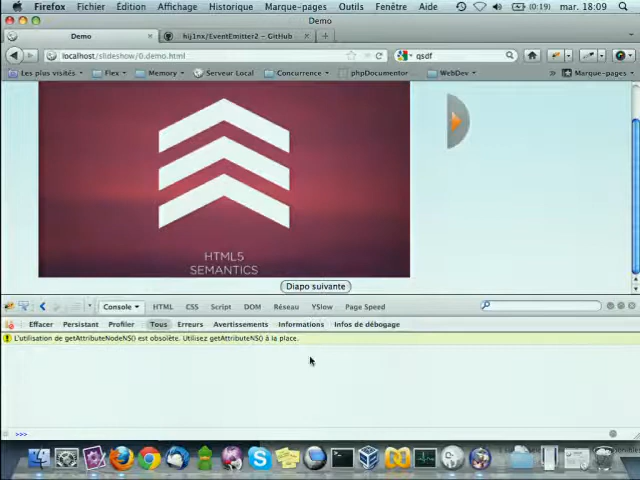 Firefox Fichier Édition Affichage Historique Marque-pages Outils Fenêtre Aide (0:19) mar. 18:09
Demo
Demo hij1nx/EventEmitter2 - GitHub
localhost/slideshow/0.demo.html qsdf
Les plus visités Flex Memory Serveur Local Concurrence phpDocumentor WebDev Marque-pages
HTML5
SEMANTICS
Diapo suivante
Console HTML CSS Script DOM Réseau YSlow Page Speed
Effacer Persistant Profiler Tous Erreurs Avertissements Informations Infos de débogage
L'utilisation de getAttributeNodeNS() est obsolète. Utilisez getAttributeNS() à la place.
>>>